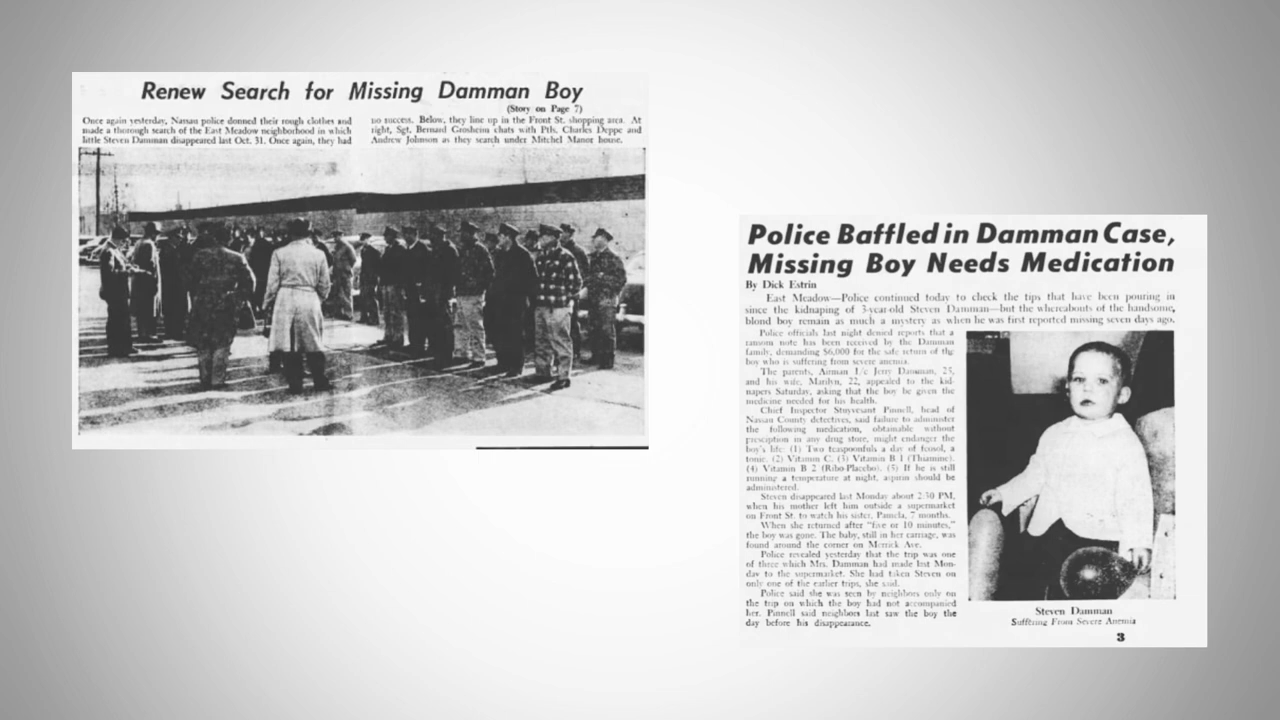 Renew Search for Missing Damman Boy
(Story on Page 7)
Once again yesterday, Nassau police donned their rough clothes and
made a thorough search of the East Meadow neighborhood in which
little Steven Damman disappeared last Oct. 31. Once again, they had
no success. Below, they line up in the Front St. shopping area. At
right, Sgt. Bernard Grosheim chats with Ptls. Charles Deppe and
Andrew Johnson as they search under Mitchel Manor house.
Police Baffled in Damman Case,
Missing Boy Needs Medication
By Dick Estrin
East Meadow—Police continued today to check the tips that have been pouring in
since the kidnaping of 3-year-old Steven Damman—but the whereabouts of the handsome,
blond boy remain as much a mystery as when he was first reported missing seven days ago.
Police officials last night denied reports that a
ransom note has been received by the Damman
family, demanding $6,000 for the safe return of the
boy who is suffering from severe anemia.
The parents, Airman 1/c Jerry Damman, 25,
and his wife, Marilyn, 22, appealed to the kid-
napers Saturday, asking that the boy be given the
medicine needed for his health.
Chief Inspector Stuyvesant Pinnell, head of
Nassau County detectives, said failure to administer
the following medication, obtainable without
presciption in any drug store, might endanger the
boy's life: (1) Two teaspoonfuls a day of feosol, a
tonic. (2) Vitamin C. (3) Vitamin B 1 (Thiamine).
(4) Vitamin B 2 (Ribo-Placebo). (5) If he is still
running a temperature at night, aspirin should be
administered.
Steven disappeared last Monday about 2:30 PM,
when his mother left him outside a supermarket
on Front St. to watch his sister, Pamela, 7 months.
When she returned after "five or 10 minutes,"
the boy was gone. The baby, still in her carriage, was
found around the corner on Merrick Ave.
Police revealed yesterday that the trip was one
of three which Mrs. Damman had made last Mon-
day to the supermarket. She had taken Steven on
only one of the earlier trips, she said.
Police said she was seen by neighbors only on
the trip on which the boy had not accompanied
her. Pinnell said neighbors last saw the boy the
day before his disappearance.
Steven Damman
Suffering From Severe Anemia
3